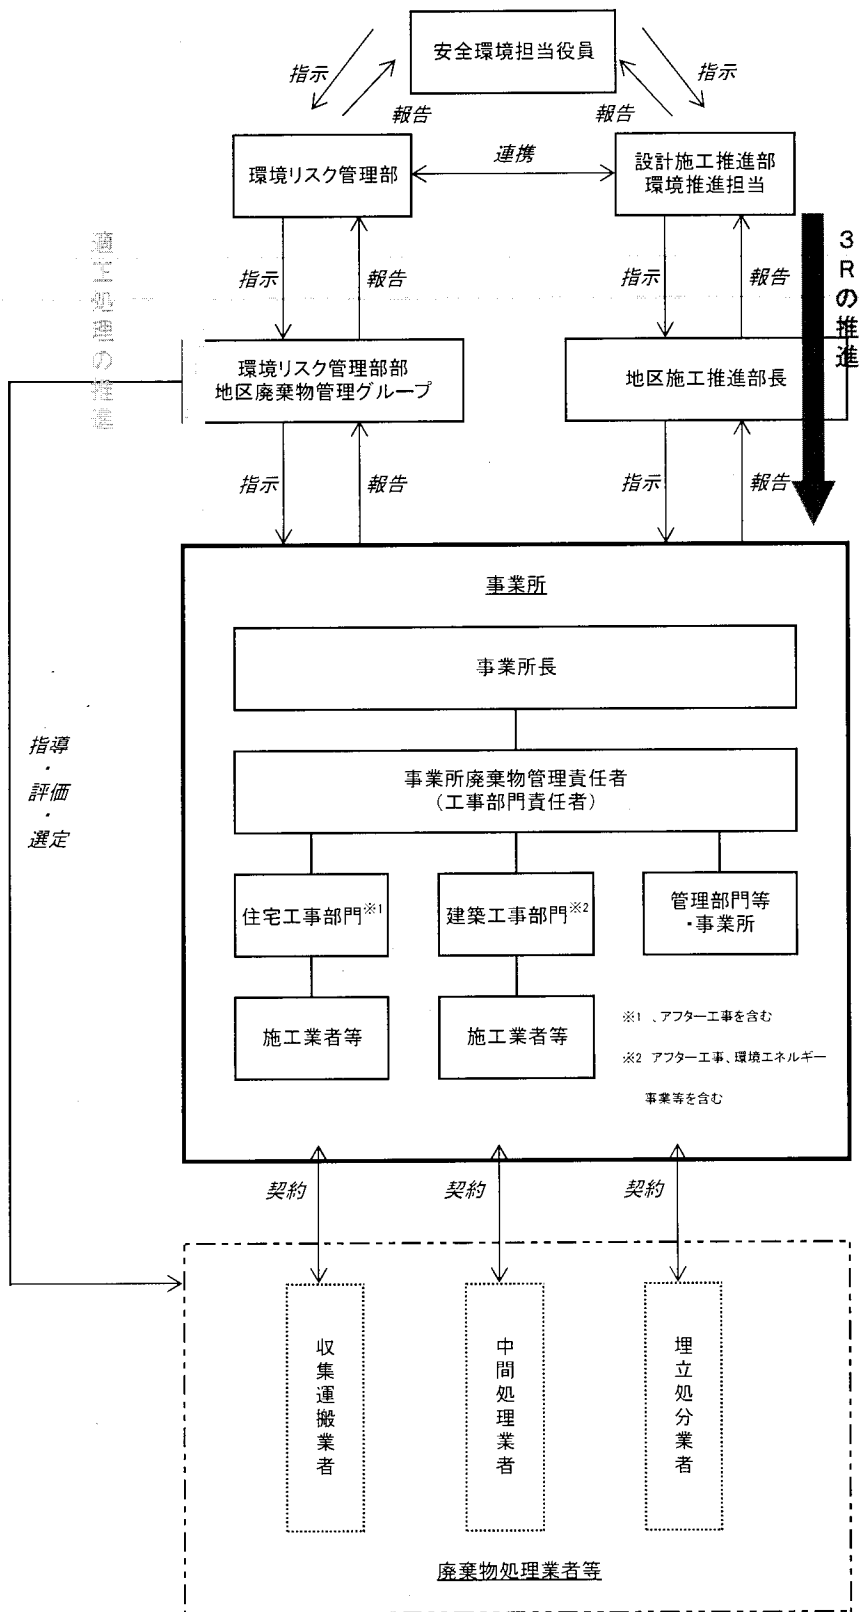 安全環境担当役員
指示
報告
報告
指示
環境リスク管理部
連携
設計施工推進部
環境推進担当
適正処理の推進
3Rの推進
指示
報告
指示
報告
環境リスク管理部部
地区廃棄物管理グループ
地区施工推進部長
指示
報告
指示
報告
事業所
事業所長
指導
・
評価
・
選定
事業所廃棄物管理責任者
(工事部門責任者)
住宅工事部門※1
建築工事部門※2
管理部門等
・事業所
施工業者等
施工業者等
※1 、アフター工事を含む
※2 アフター工事、環境エネルギー
事業等を含む
契約
契約
契約
収集運搬業者
中間処理業者
埋立処分業者
廃棄物処理業者等